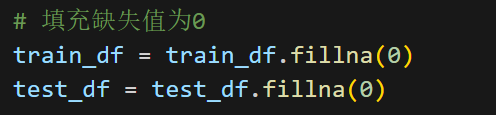 # 填充缺失值为0
train_df = train_df.fillna(0)
test_df = test_df.fillna(0)